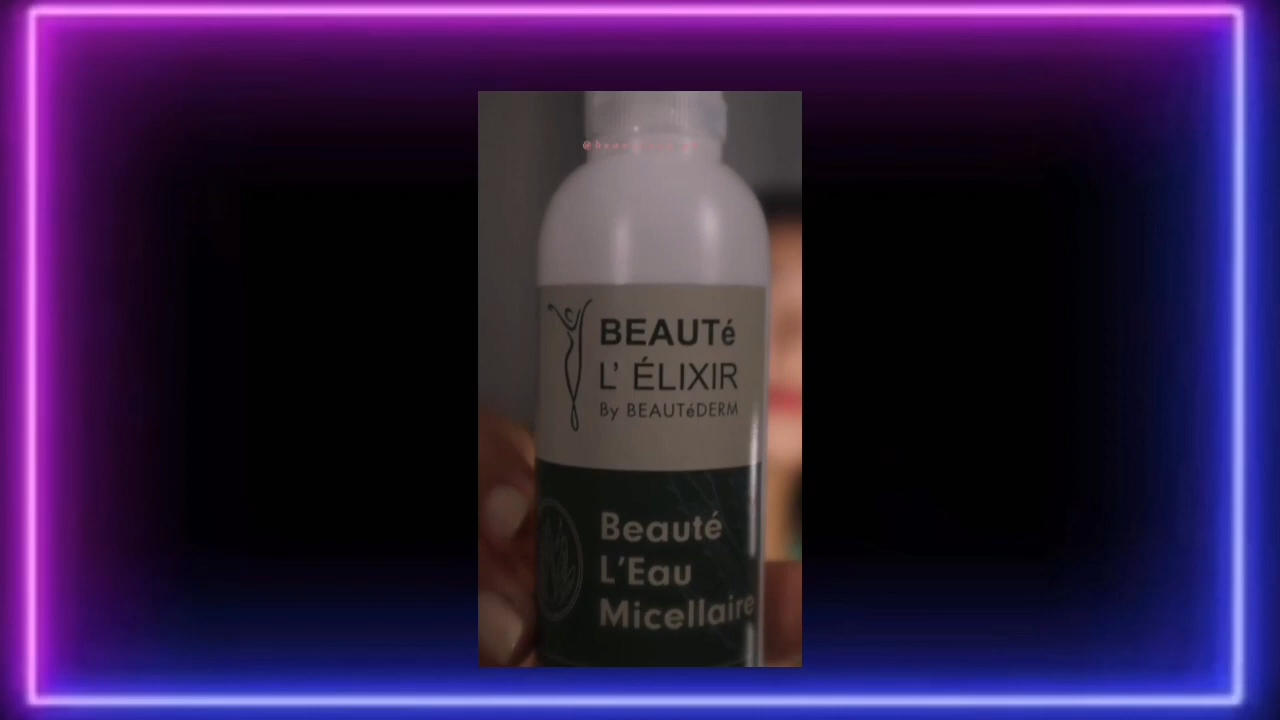 BEAUTé
L' ÉLIXIR
By BEAUTéDERM
Beauté
L'Eau
Micellaire